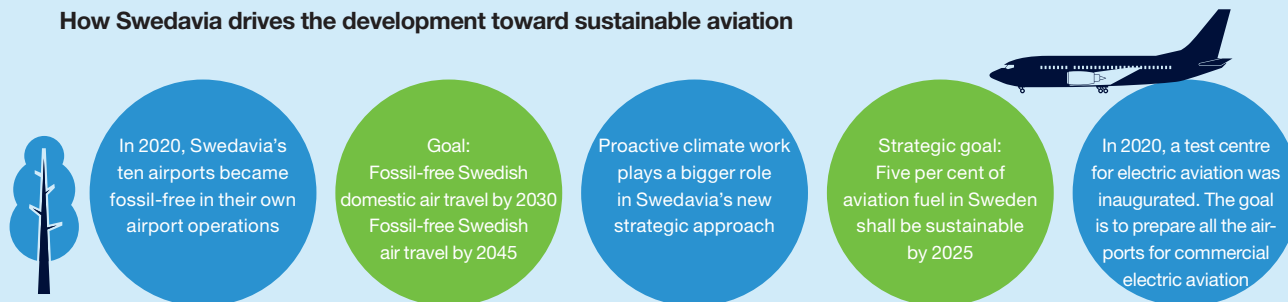 How Swedavia drives the development toward sustainable aviation
In 2020, Swedavia's
ten airports became
fossil-free in their own
airport operations
Goal:
Fossil-free Swedish
domestic air travel by 2030
Fossil-free Swedish
air travel by 2045
Proactive climate work
plays a bigger role
in Swedavia's new
strategic approach
Strategic goal:
Five per cent of
aviation fuel in Sweden
shall be sustainable
by 2025
In 2020, a test centre
for electric aviation was
inaugurated. The goal
is to prepare all the air-
ports for commercial
electric aviation